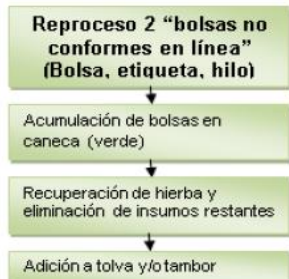 Reproceso 2 “bolsas no
conformes en línea”
(Bolsa, etiqueta, hilo)
Acumulación de bolsas en
caneca (verde)
Recuperación de hierba y
eliminación de insumos restantes
Adición a tolva y/o tambor